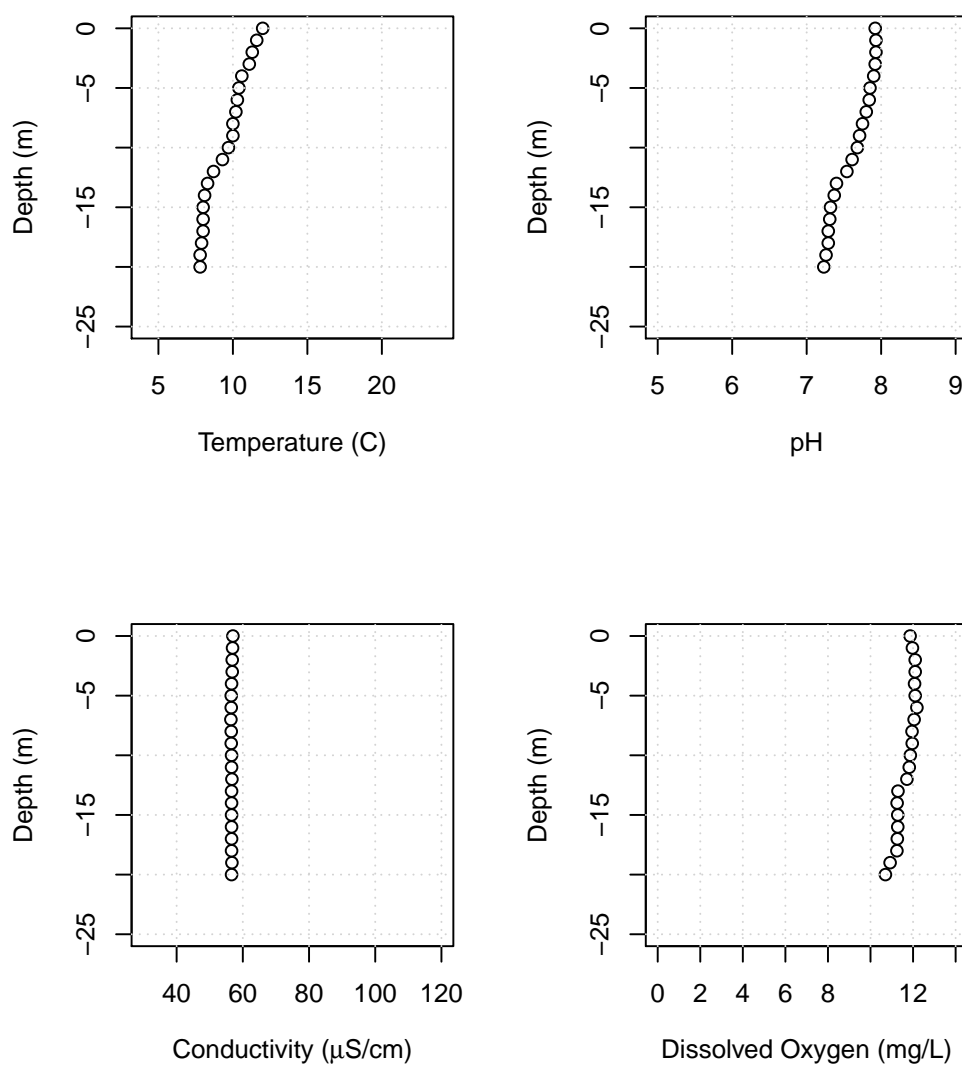 0
−5
−15
−25
Depth (m)
5 10 15 20
Temperature (C)
0
−5
−15
−25
Depth (m)
5 6 7 8 9
pH
0
−5
−15
−25
Depth (m)
40 60 80 100 120
Conductivity (μS/cm)
0
−5
−15
−25
Depth (m)
0 2 4 6 8 12
Dissolved Oxygen (mg/L)